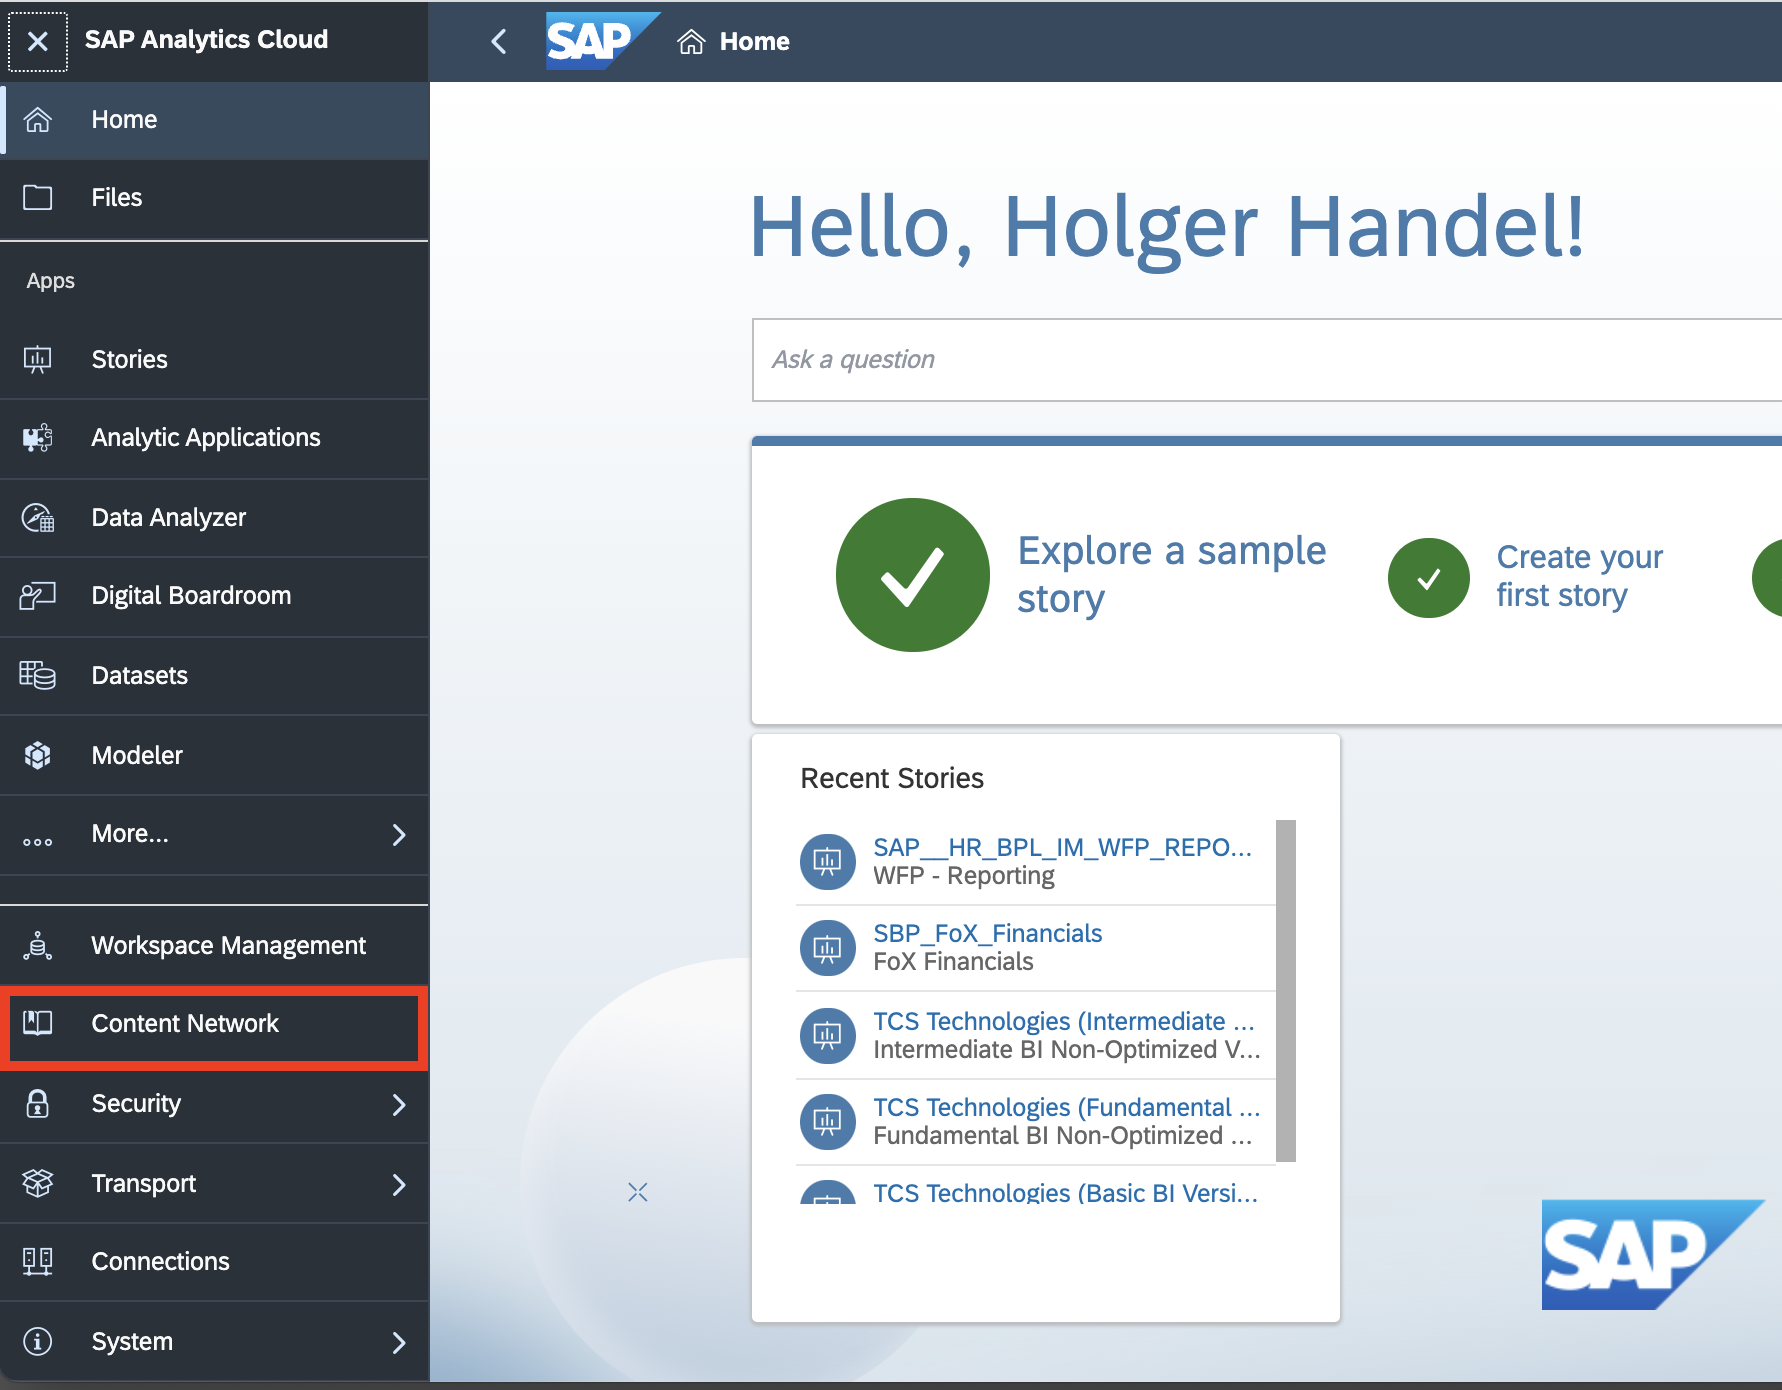 SAP Analytics Cloud
SAP
Home
Home
Files
Apps
Stories
Analytic Applications
Data Analyzer
Digital Boardroom
Datasets
Modeler
More...
Workspace Management
Content Network
Security
Transport
Connections
System
Hello, Holger Handel!
Ask a question
Explore a sample
story
Create your
first story
Recent Stories
SAP__HR_BPL_IM_WFP_REPO...
WFP - Reporting
SBP_FoX_Financials
FoX Financials
TCS Technologies (Intermediate ...
Intermediate BI Non-Optimized V...
TCS Technologies (Fundamental ...
Fundamental BI Non-Optimized ...
TCS Technologies (Basic BI Versi...
SAP